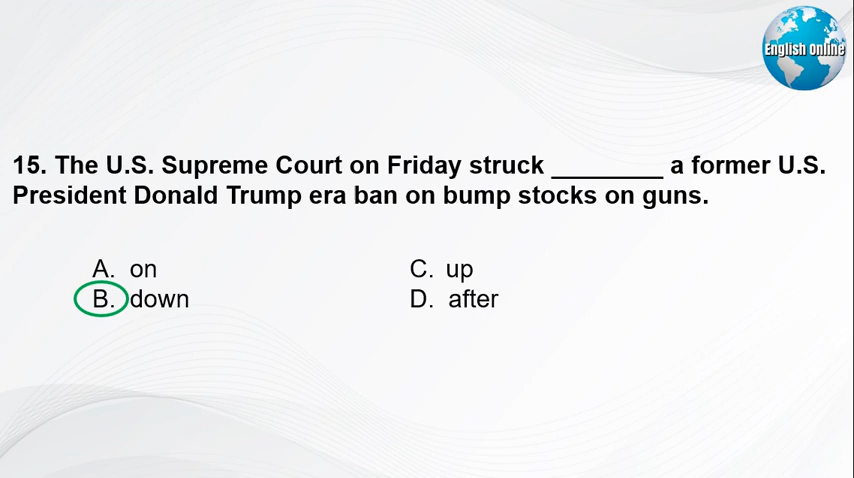 English Online
15. The U.S. Supreme Court on Friday struck ________ a former U.S.
President Donald Trump era ban on bump stocks on guns.
A. on
B. down
C. up
D. after